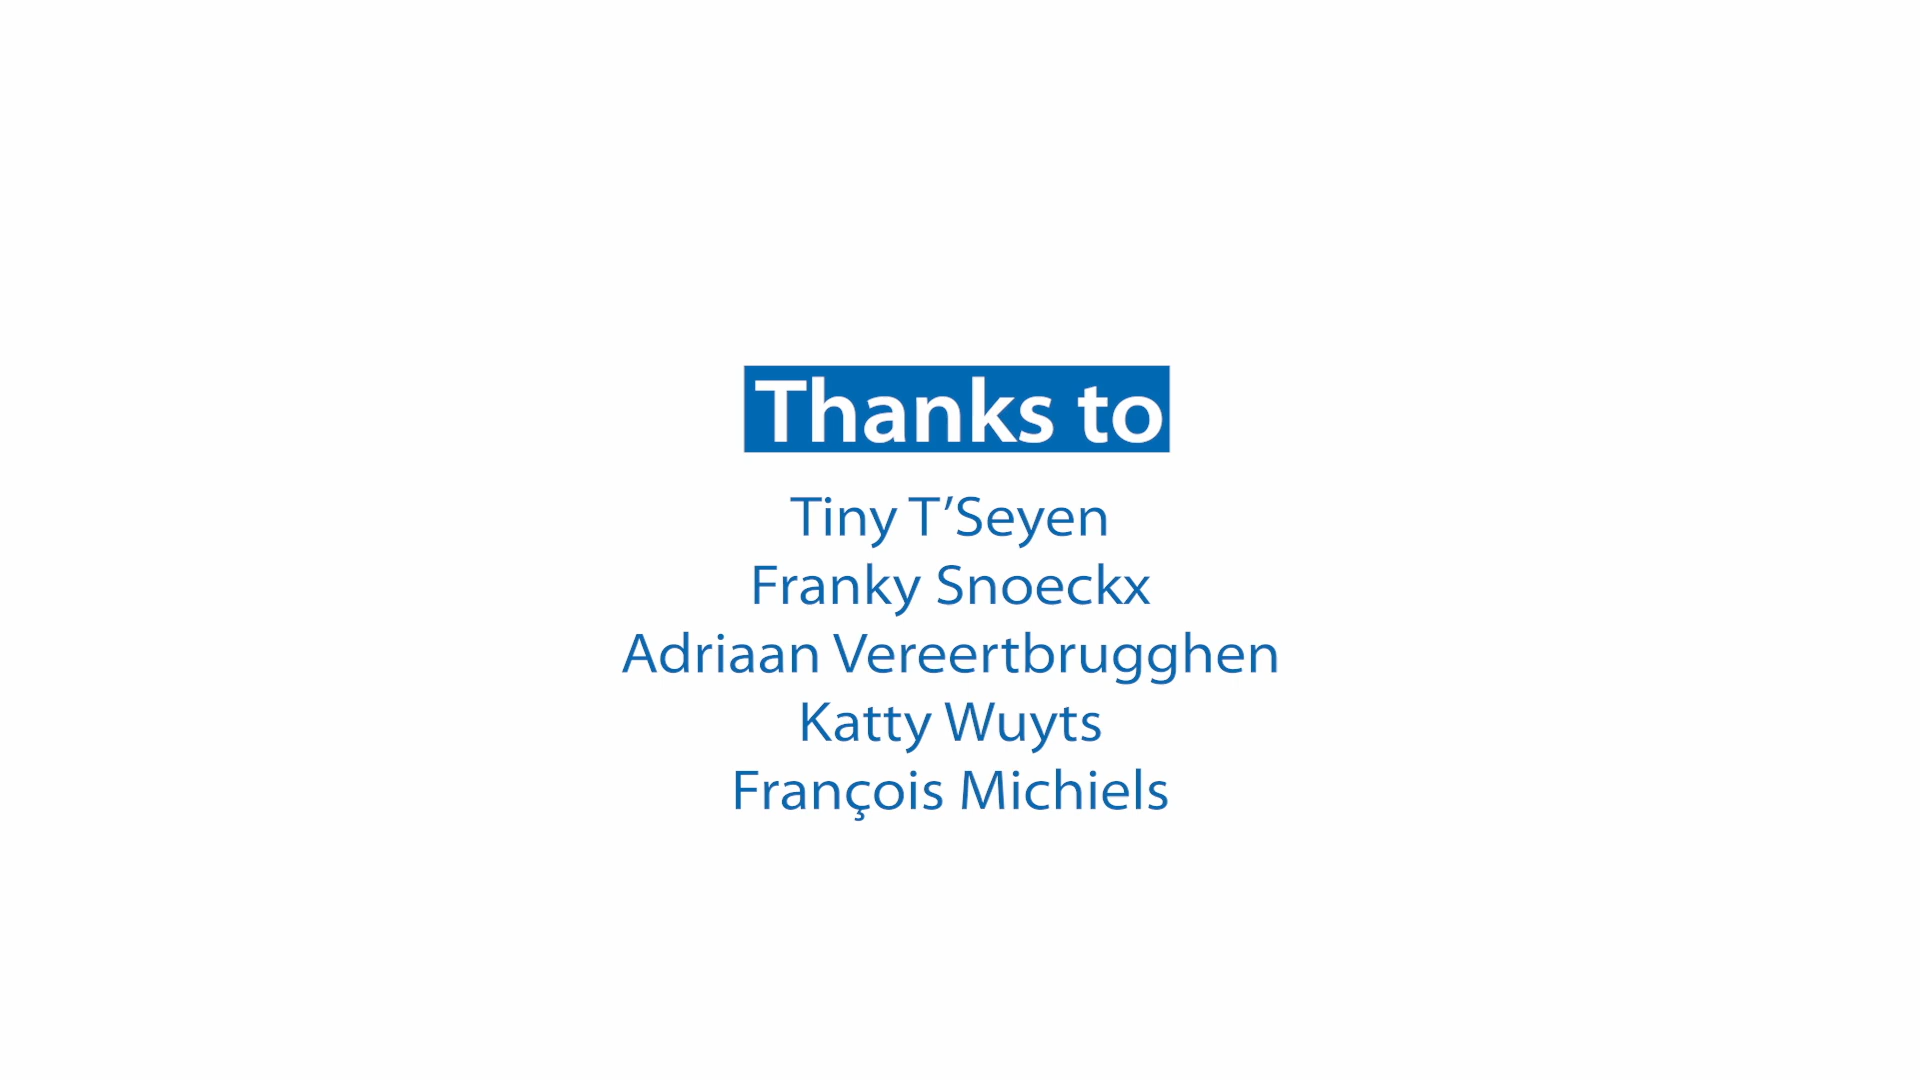 Thanks to
Tiny T’Seyen
Franky Snoeckx
Adriaan Vereertbrugghen
Katty Wuyts
François Michiels